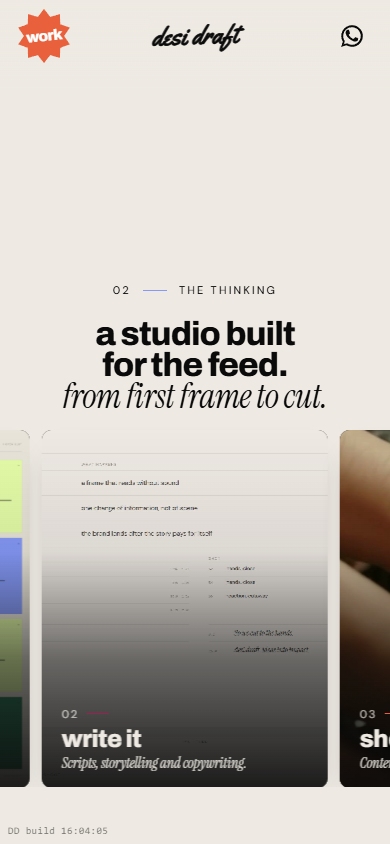 work
desi draft
02 — THE THINKING
a studio built
for the feed.
from first frame to cut.
a frame that reads without sound
one change of information, not of scene
the brand lands after the story pays for itself
02
write it
Scripts, storytelling and copywriting.
03
DD build 16:04:05